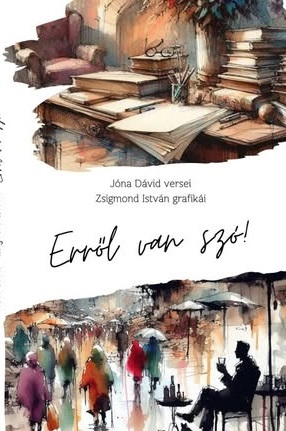 Jóna Dávid versei
Zsigmond István grafikái
Erről van szó!